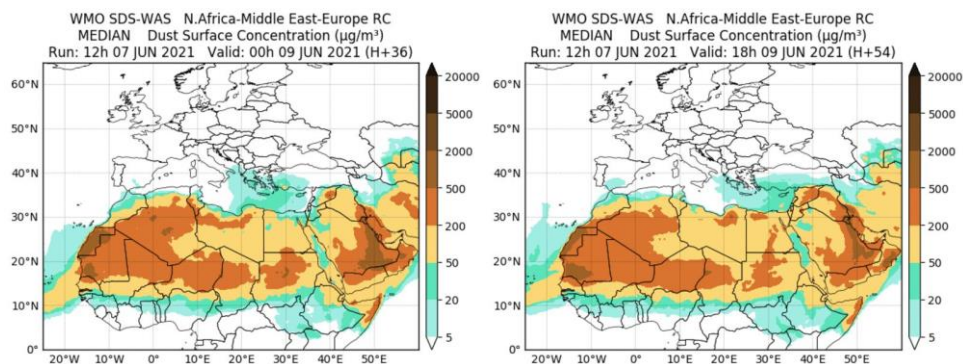 WMO SDS-WAS N.Africa-Middle East-Europe RC
MEDIAN Dust Surface Concentration (μg/m³)
Run: 12h 07 JUN 2021 Valid: 00h 09 JUN 2021 (H+36)
60°N
50°N
40°N
30°N
20°N
10°N
0°
20°W
10°W
0°
10°E
20°E
30°E
40°E
50°E
20000
5000
2000
500
200
50
20
5
WMO SDS-WAS N.Africa-Middle East-Europe RC
MEDIAN Dust Surface Concentration (μg/m³)
Run: 12h 07 JUN 2021 Valid: 18h 09 JUN 2021 (H+54)
60°N
50°N
40°N
30°N
20°N
10°N
0°
20°W
10°W
0°
10°E
20°E
30°E
40°E
50°E
20000
5000
2000
500
200
50
20
5